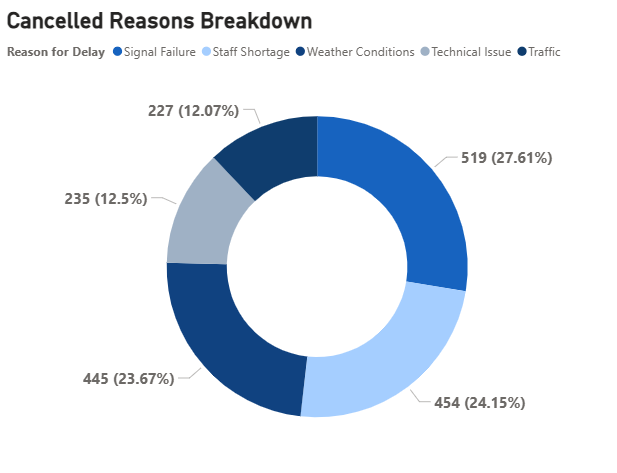 Cancelled Reasons Breakdown
Reason for Delay Signal Failure Staff Shortage Weather Conditions Technical Issue Traffic
227 (12.07%)
519 (27.61%)
235 (12.5%)
445 (23.67%)
454 (24.15%)